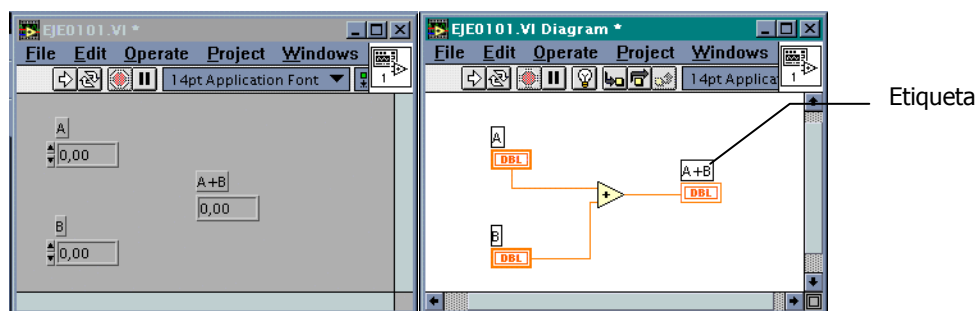 EJE0101.VI *
File Edit Operate Project Windows
14pt Application Font
1
A
0,00
A+B
0,00
B
0,00
EJE0101.VI Diagram *
File Edit Operate Project Windows
14pt Applica
1
A
DBL
A+B
DBL
+
B
DBL
Etiqueta